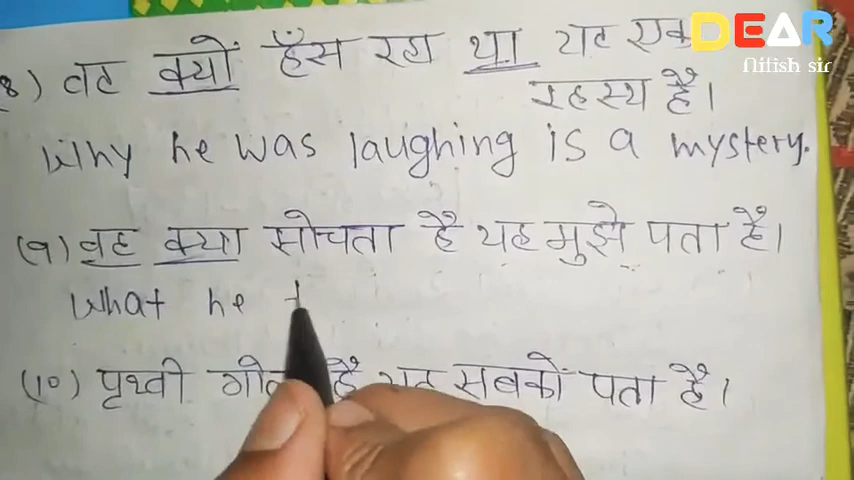 DEAR
Nitish sir
(8) वह क्यों हँस रहा था यह एक
रहस्य है।
Why he was laughing is a mystery.
(9) वह क्या सोचता है यह मुझे पता है।
What he t
(10) पृथ्वी गोल है यह सबको पता है।